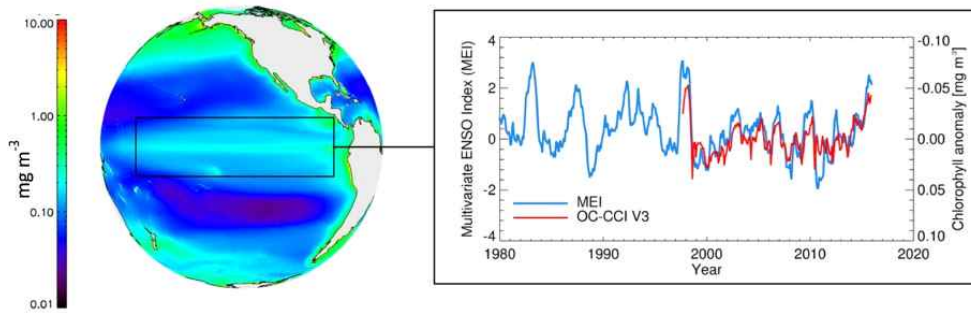 10.00
1.00
0.10
0.01
mg m-3
4
2
0
-2
-4
Multivariate ENSO Index (MEI)
-0.10
-0.05
0.00
0.05
0.10
Chlorophyll anomaly [mg m-3]
MEI
OC-CCI V3
1980 1990 2000 2010 2020
Year